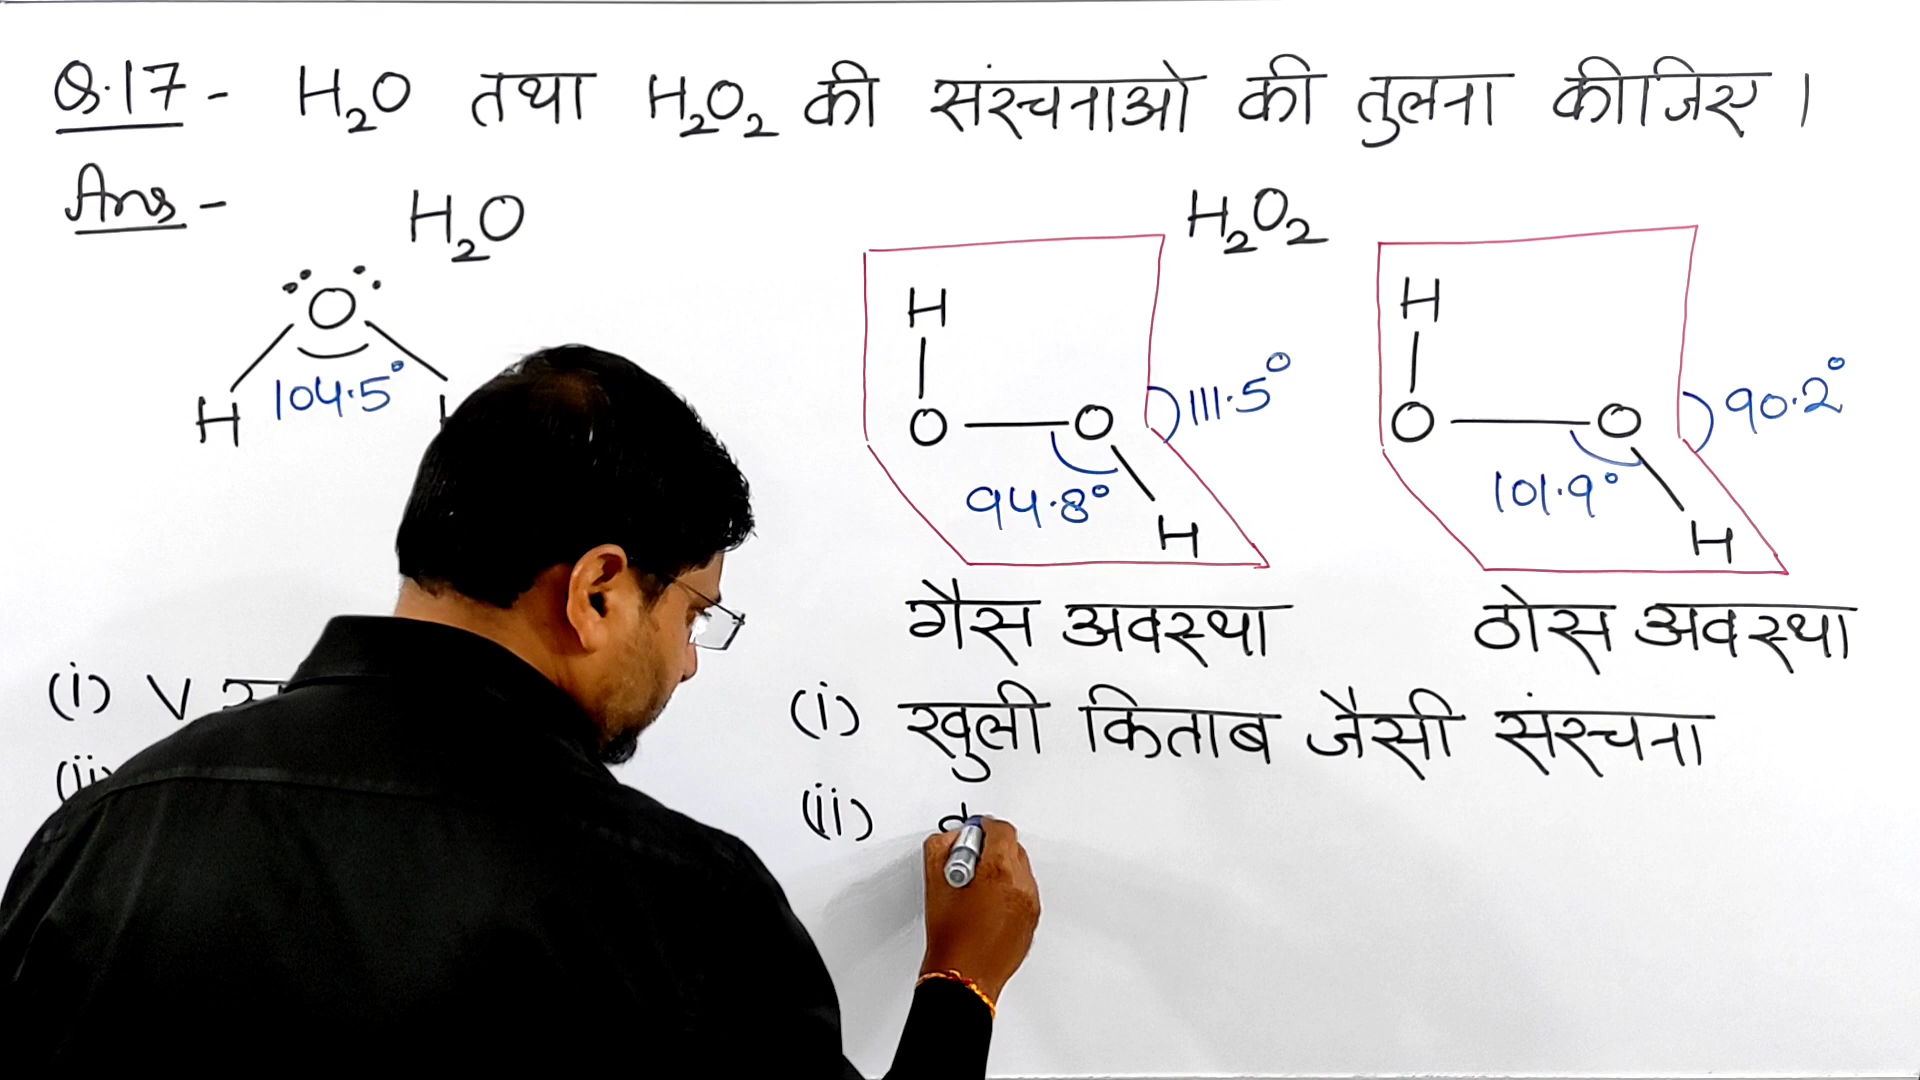 Q.17 - H₂O तथा H₂O₂ की संरचनाओ की तुलना कीजिए।
Ans -
H₂O
H₂O₂
O
H
104.5°
H
O
O
H
94.8°
111.5°
H
O
O
H
101.9°
90.2°
गैस अवस्था
ठोस अवस्था
(i) V
(i) खुली किताब जैसी संरचना
(ii)
(ii)